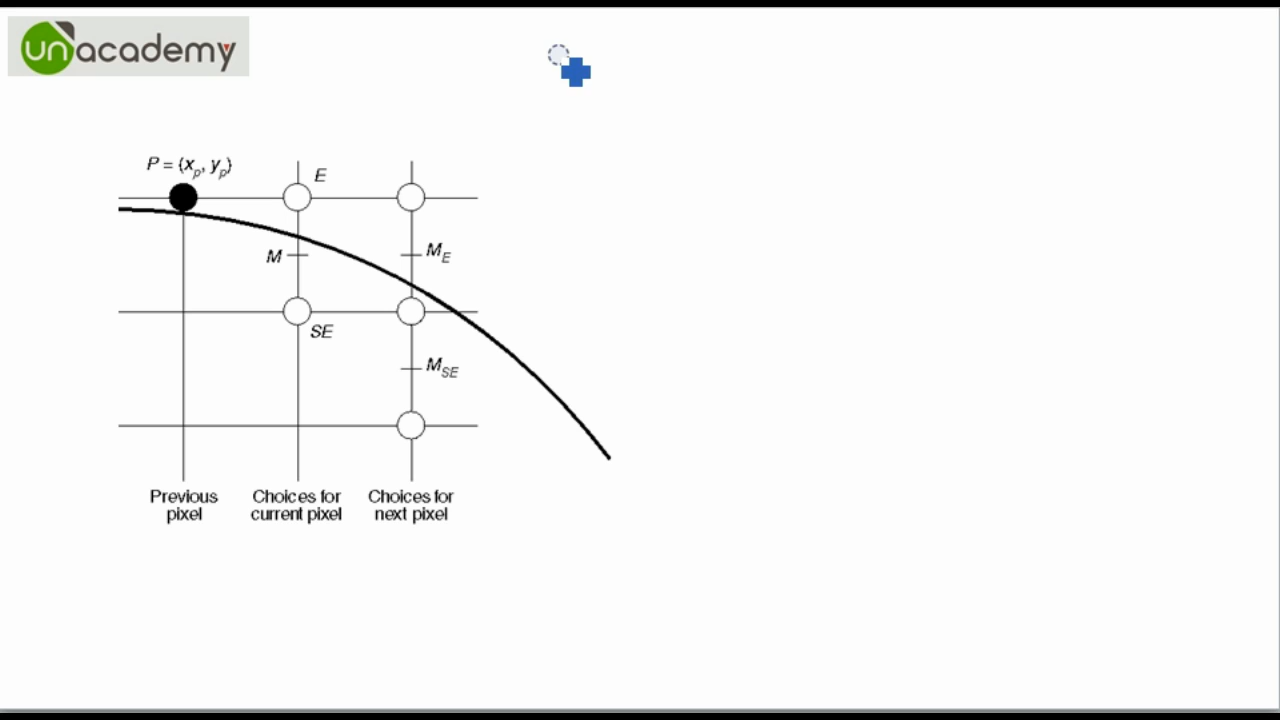 unacademy
P = (xp, yp)
E
M
ME
SE
MSE
Previous
pixel
Choices for
current pixel
Choices for
next pixel